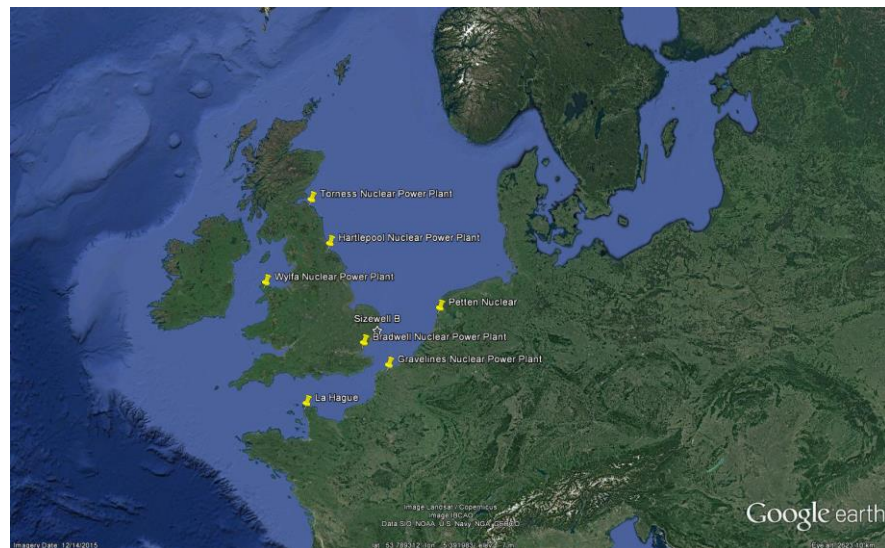 Torness Nuclear Power Plant
Hartlepool Nuclear Power Plant
Wylfa Nuclear Power Plant
Petten Nuclear
Sizewell B
Bradwell Nuclear Power Plant
Gravelines Nuclear Power Plant
La Hague
Image Landsat / Copernicus
Image IBCAO
Data SIO, NOAA, U.S. Navy, NGA, GEBCO
Google earth
Imagery Date: 12/14/2015